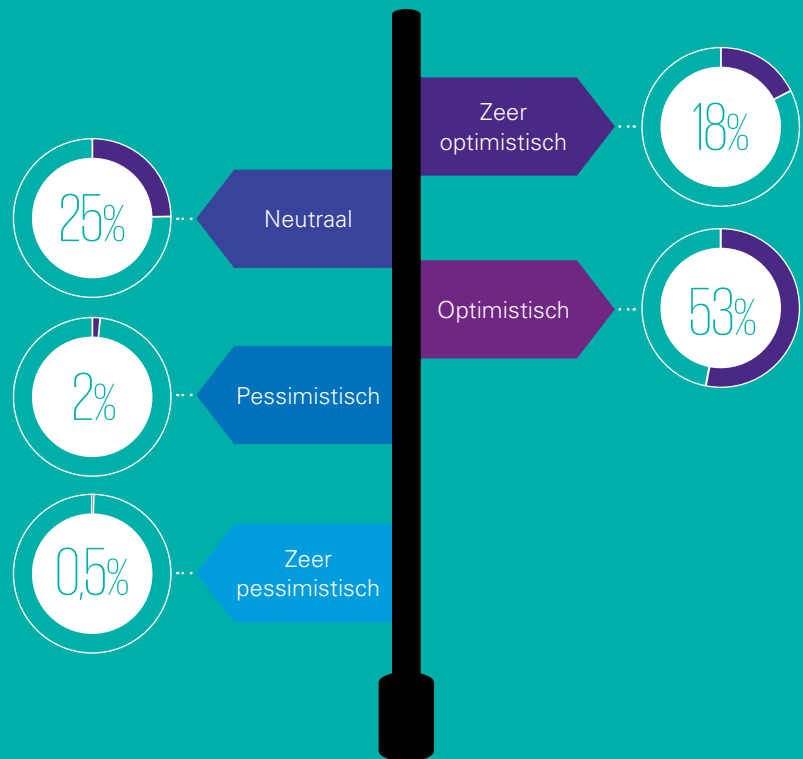 Zeer
optimistisch
18%
25%
Neutraal
Optimistisch
53%
2%
Pessimistisch
0,5%
Zeer
pessimistisch